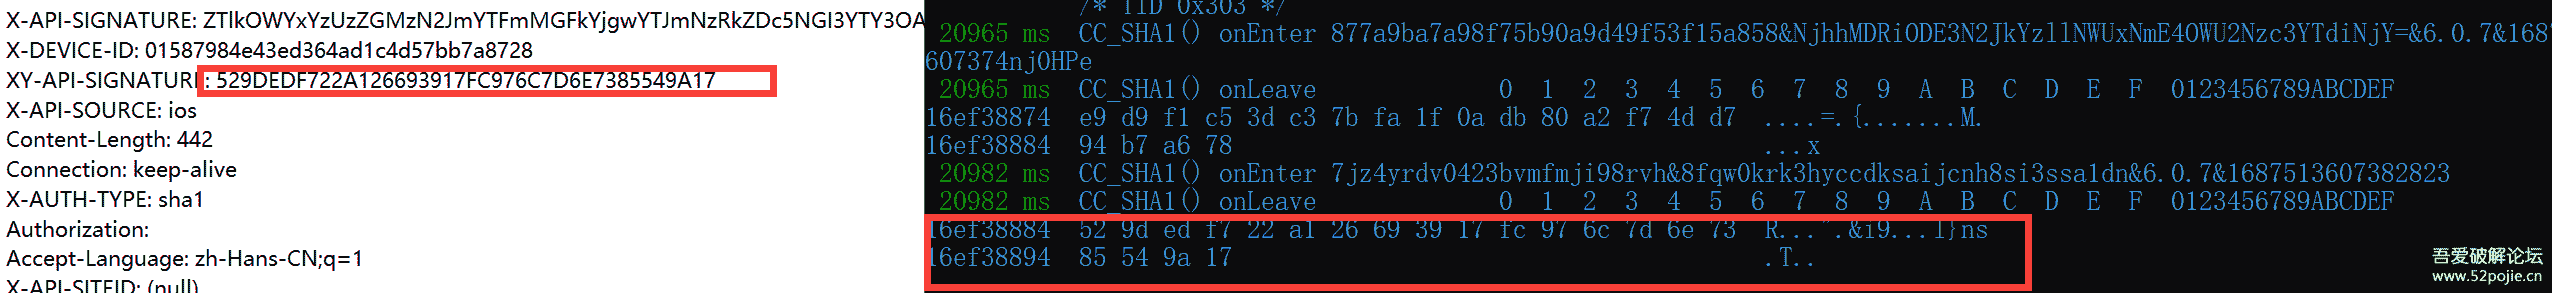 X-API-SIGNATURE: ZTlkOWYxYzUzZGMzN2JmYTFmMGFkYjgwYTJmNzRkZDc5NGI3YTY3OA
X-DEVICE-ID: 01587984e43ed364ad1c4d57bb7a8728
XY-API-SIGNATURE: 529DEDF722A126693917FC976C7D6E7385549A17
X-API-SOURCE: ios
Content-Length: 442
Connection: keep-alive
X-AUTH-TYPE: sha1
Authorization:
Accept-Language: zh-Hans-CN;q=1
X-API-SITEID: (null)
/* TID 0x303 */
20965 ms CC_SHA1() onEnter 877a9ba7a98f75b90a9d49f53f15a858&NjhhMDRiODE3N2JkYzllNWUxNmE4OWU2Nzc3YTdiNjY=&6.0.7&1687513607374nj0HPe
20965 ms CC_SHA1() onLeave 0 1 2 3 4 5 6 7 8 9 A B C D E F 0123456789ABCDEF
16ef38874 e9 d9 f1 c5 3d c3 7b fa 1f 0a db 80 a2 f7 4d d7 ....=.{.......M.
16ef38884 94 b7 a6 78 ...x
20982 ms CC_SHA1() onEnter 7jz4yrdv0423bvmfmji98rvh&8fqw0krk3hyccdksaijcnh8si3ssa1dn&6.0.7&1687513607382823
20982 ms CC_SHA1() onLeave 0 1 2 3 4 5 6 7 8 9 A B C D E F 0123456789ABCDEF
16ef38884 52 9d ed f7 22 a1 26 69 39 17 fc 97 6c 7d 6e 73 R...".&i9...l}ns
16ef38894 85 54 9a 17 .T..
吾爱破解论坛
www.52pojie.cn